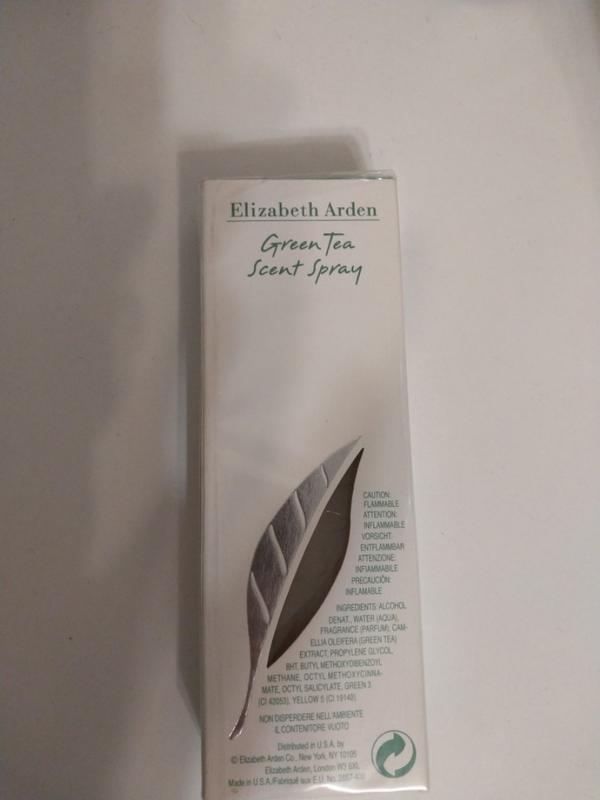 Elizabeth Arden
Green Tea
Scent Spray
CAUTION:
FLAMMABLE
ATTENTION:
INFLAMMABLE
VORSICHT:
ENTFLAMMBAR
ATTENZIONE:
INFIAMMABILE
PRECAUCIÓN:
INFLAMABLE
INGREDIENTS: ALCOHOL
DENAT., WATER (AQUA),
FRAGRANCE (PARFUM), CAM-
ELLIA OLEIFERA (GREEN TEA)
EXTRACT, PROPYLENE GLYCOL,
BHT, BUTYL METHOXYDIBENZOYL
METHANE, OCTYL METHOXYCINNA-
MATE, OCTYL SALICYLATE, GREEN 3
(CI 42053), YELLOW 5 (CI 19140).
NON DISPERDERE NELL'AMBIENTE
IL CONTENITORE VUOTO
Distributed in U.S.A. by
© Elizabeth Arden Co., New York, NY 10105
Elizabeth Arden, London W3 6XL
Made in U.S.A./Fabriqué aux E.U. No.